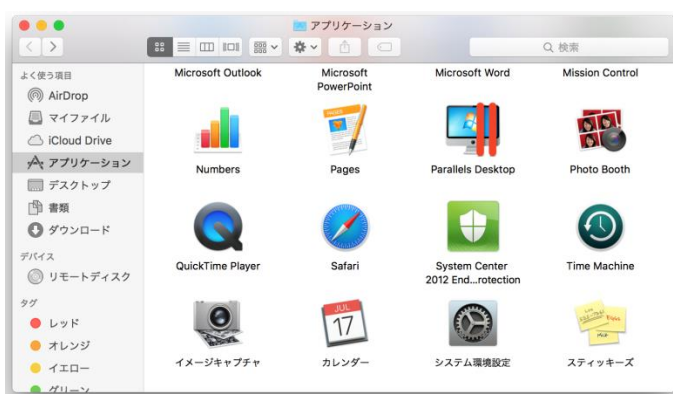 アプリケーション
検索
よく使う項目
AirDrop
マイファイル
iCloud Drive
アプリケーション
デスクトップ
書類
ダウンロード
デバイス
リモートディスク
タグ
レッド
オレンジ
イエロー
グリーン
Microsoft Outlook
Microsoft
PowerPoint
Microsoft Word
Mission Control
PAGES
Numbers
Pages
Parallels Desktop
Photo Booth
QuickTime Player
Safari
System Center
2012 End...rotection
Time Machine
JUL
17
イメージキャプチャ
カレンダー
システム環境設定
スティッキーズ